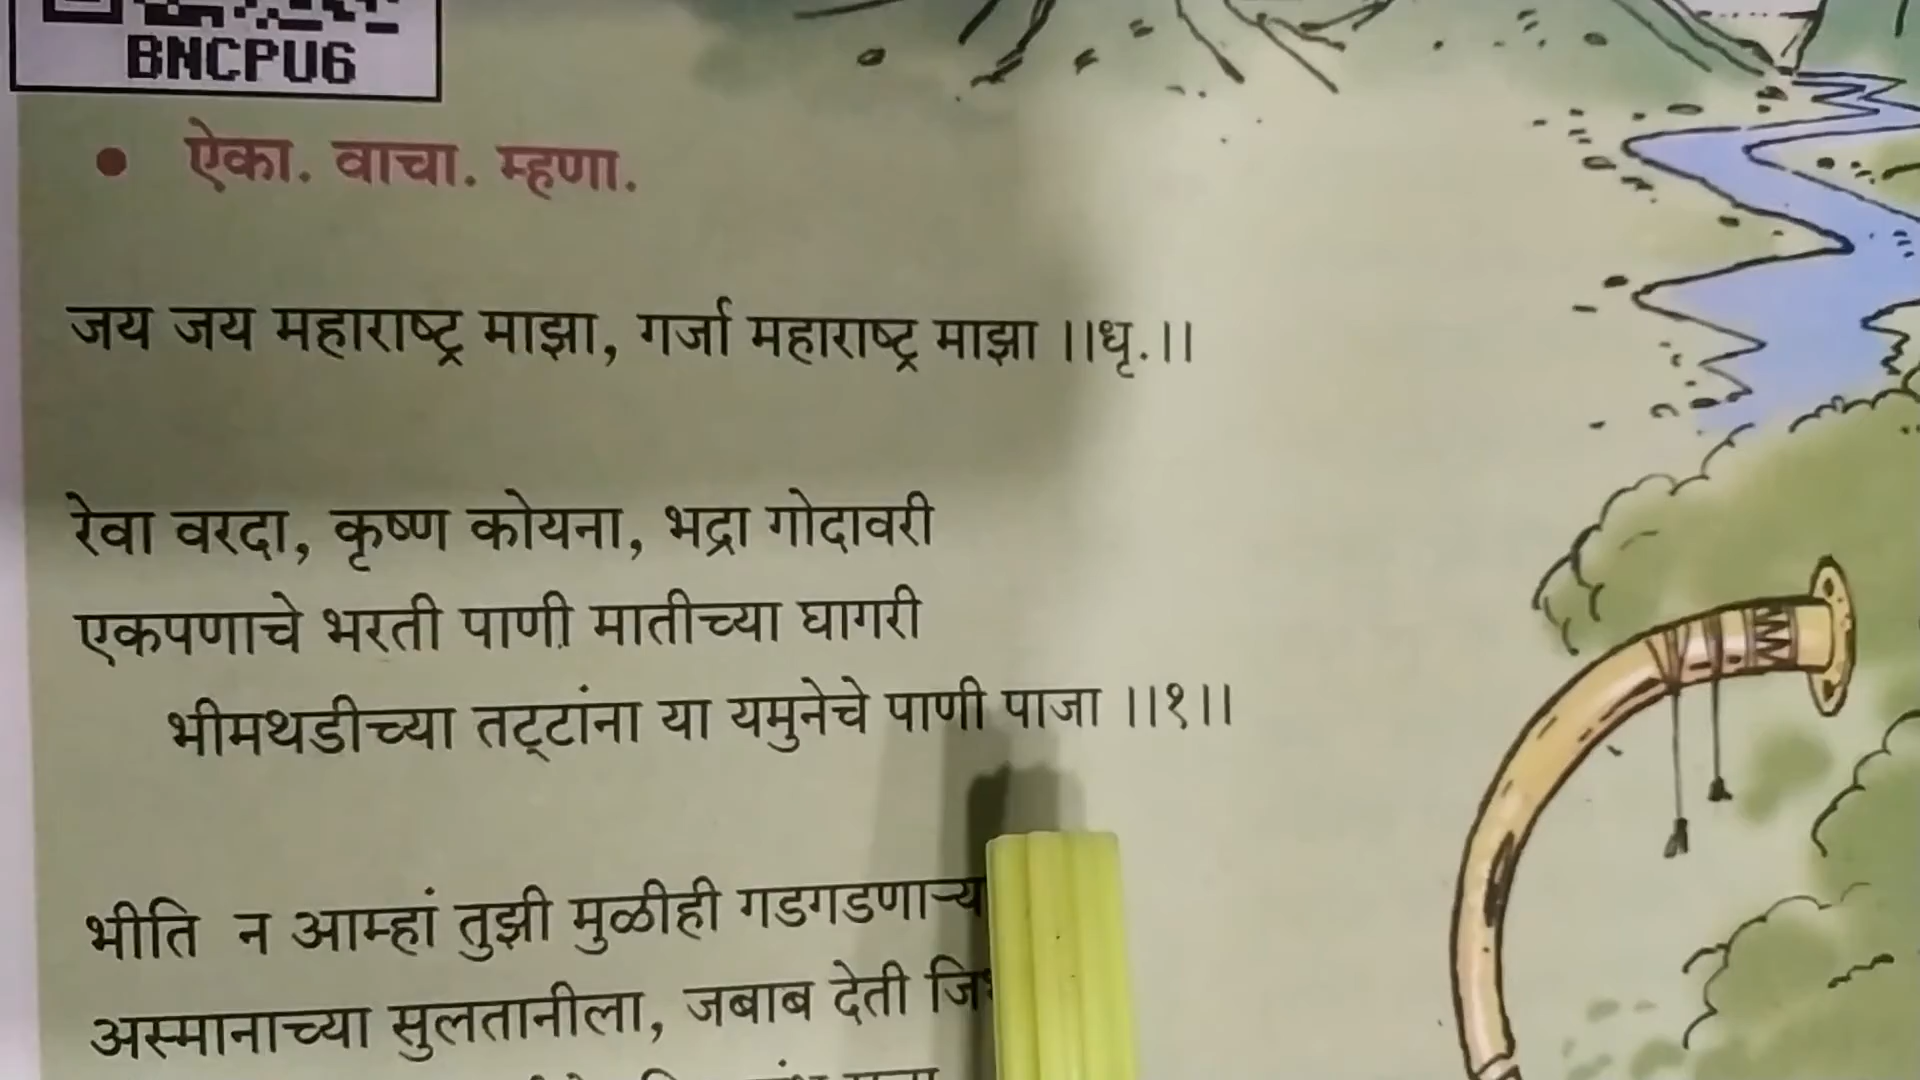 BNCPU6
• ऐका. वाचा. म्हणा.
जय जय महाराष्ट्र माझा, गर्जा महाराष्ट्र माझा ।।धृ.।।
रेवा वरदा, कृष्ण कोयना, भद्रा गोदावरी
एकपणाचे भरती पाणी मातीच्या घागरी
भीमथडीच्या तट्टांना या यमुनेचे पाणी पाजा ।।१।।
भीति न आम्हां तुझी मुळीही
अस्मानाच्या सुलतानीला, जबाब देती